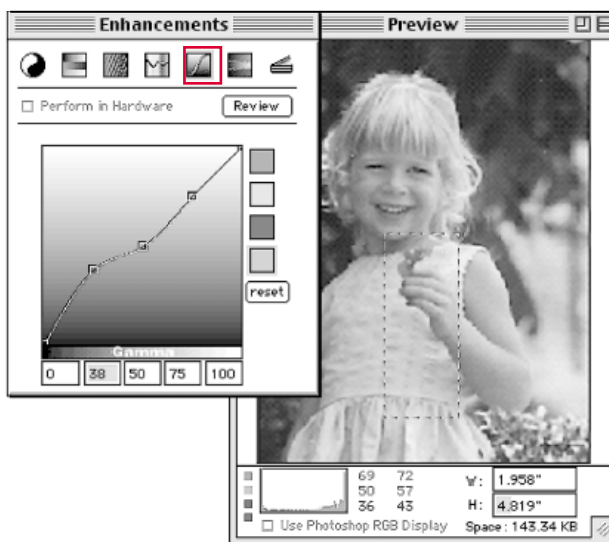 Enhancements
Perform in Hardware
Review
reset
Gamma
0 38 50 75 100
Preview
69 72
50 57
36 43
W: 1.958"
H: 4.819"
Use Photoshop RGB Display
Space: 143.34 KB